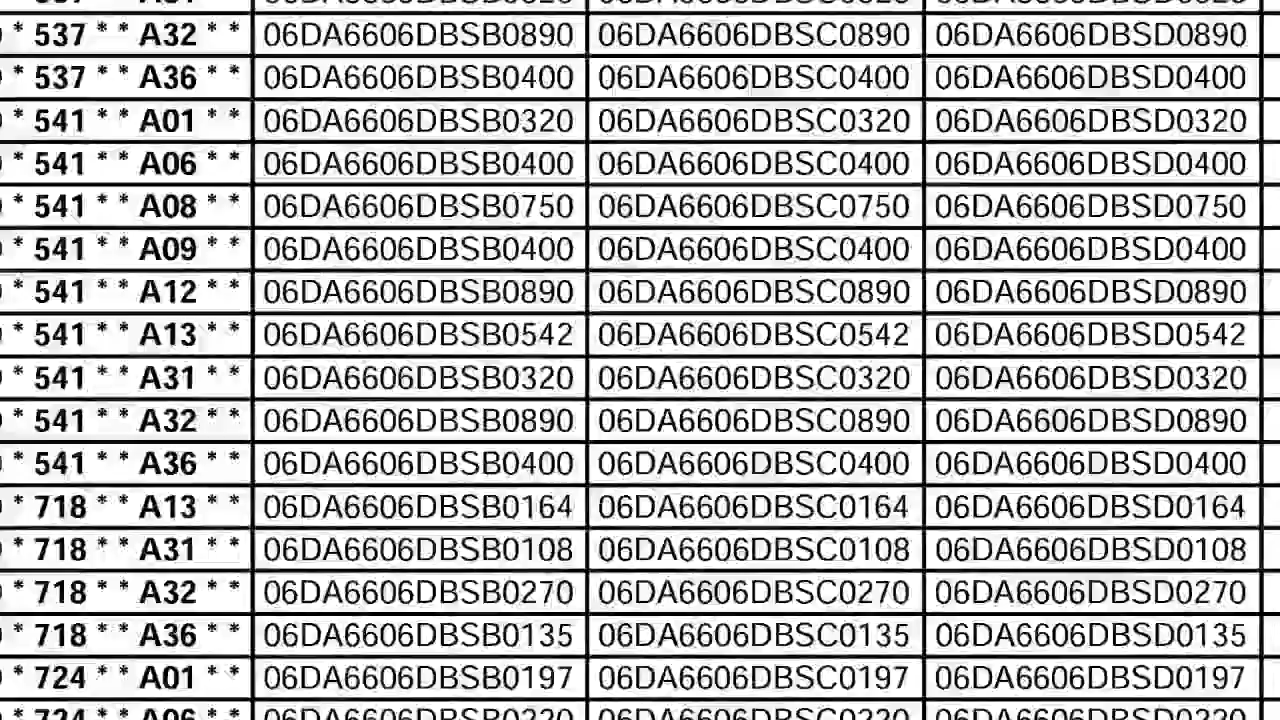 * 537 * * A32 * * 06DA6606DBSB0890 06DA6606DBSC0890 06DA6606DBSD0890
* 537 * * A36 * * 06DA6606DBSB0400 06DA6606DBSC0400 06DA6606DBSD0400
* 541 * * A01 * * 06DA6606DBSB0320 06DA6606DBSC0320 06DA6606DBSD0320
* 541 * * A06 * * 06DA6606DBSB0400 06DA6606DBSC0400 06DA6606DBSD0400
* 541 * * A08 * * 06DA6606DBSB0750 06DA6606DBSC0750 06DA6606DBSD0750
* 541 * * A09 * * 06DA6606DBSB0400 06DA6606DBSC0400 06DA6606DBSD0400
* 541 * * A12 * * 06DA6606DBSB0890 06DA6606DBSC0890 06DA6606DBSD0890
* 541 * * A13 * * 06DA6606DBSB0542 06DA6606DBSC0542 06DA6606DBSD0542
* 541 * * A31 * * 06DA6606DBSB0320 06DA6606DBSC0320 06DA6606DBSD0320
* 541 * * A32 * * 06DA6606DBSB0890 06DA6606DBSC0890 06DA6606DBSD0890
* 541 * * A36 * * 06DA6606DBSB0400 06DA6606DBSC0400 06DA6606DBSD0400
* 718 * * A13 * * 06DA6606DBSB0164 06DA6606DBSC0164 06DA6606DBSD0164
* 718 * * A31 * * 06DA6606DBSB0108 06DA6606DBSC0108 06DA6606DBSD0108
* 718 * * A32 * * 06DA6606DBSB0270 06DA6606DBSC0270 06DA6606DBSD0270
* 718 * * A36 * * 06DA6606DBSB0135 06DA6606DBSC0135 06DA6606DBSD0135
* 724 * * A01 * * 06DA6606DBSB0197 06DA6606DBSC0197 06DA6606DBSD0197